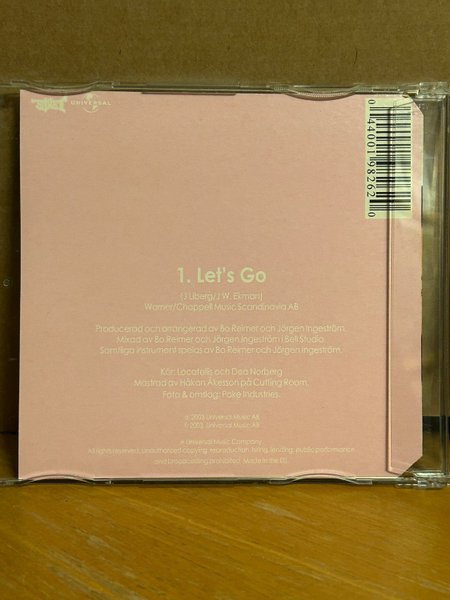 UNIVERSAL
0 44001 98262 0
1. Let's Go
(J Liberg/J W. Ekman)
Warner/Chappell Music Scandinavia AB
Producerad och arrangerad av Bo Reimer och Jörgen Ingeström.
Mixad av Bo Reimer och Jörgen Ingeström i Bell Studio
Samtliga instrument spelas av Bo Reimer och Jörgen Ingeström.
Kör: Locatellis och Dea Norberg
Mastrad av Håkan Åkesson på Cutting Room.
Foto & omslag: Pake Industries.
© 2003 Universal Music AB.
℗ 2003 Universal Music AB.
A Universal Music Company
All rights reserved, unauthorized copying, reproduction, hiring, lending, public performance
and broadcasting prohibited. Made in the EU.